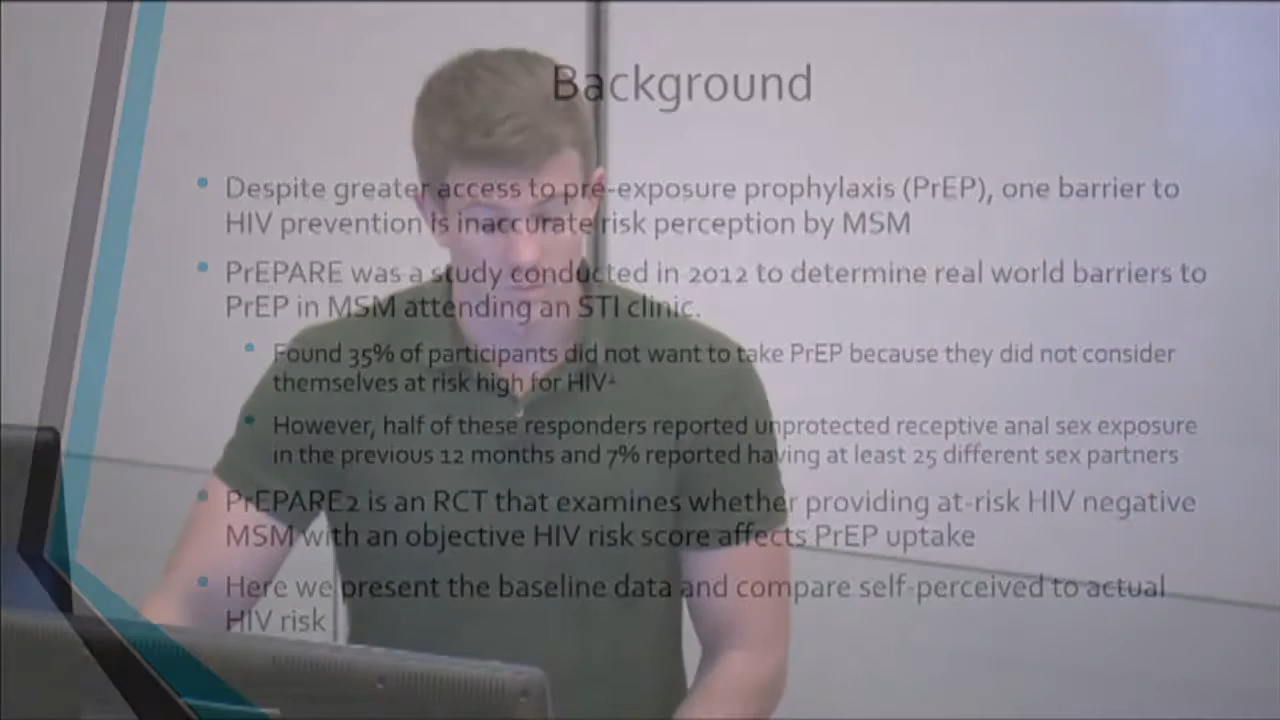 Background
• Despite greater access to pre-exposure prophylaxis (PrEP), one barrier to
HIV prevention is inaccurate risk perception by MSM
• PrEPARE was a study conducted in 2012 to determine real world barriers to
PrEP in MSM attending an STI clinic.
• Found 35% of participants did not want to take PrEP because they did not consider
themselves at risk high for HIV
• However, half of these responders reported unprotected receptive anal sex exposure
in the previous 12 months and 7% reported having at least 25 different sex partners
• PrEPARE2 is an RCT that examines whether providing at-risk HIV negative
MSM with an objective HIV risk score affects PrEP uptake
• Here we present the baseline data and compare self-perceived to actual
HIV risk